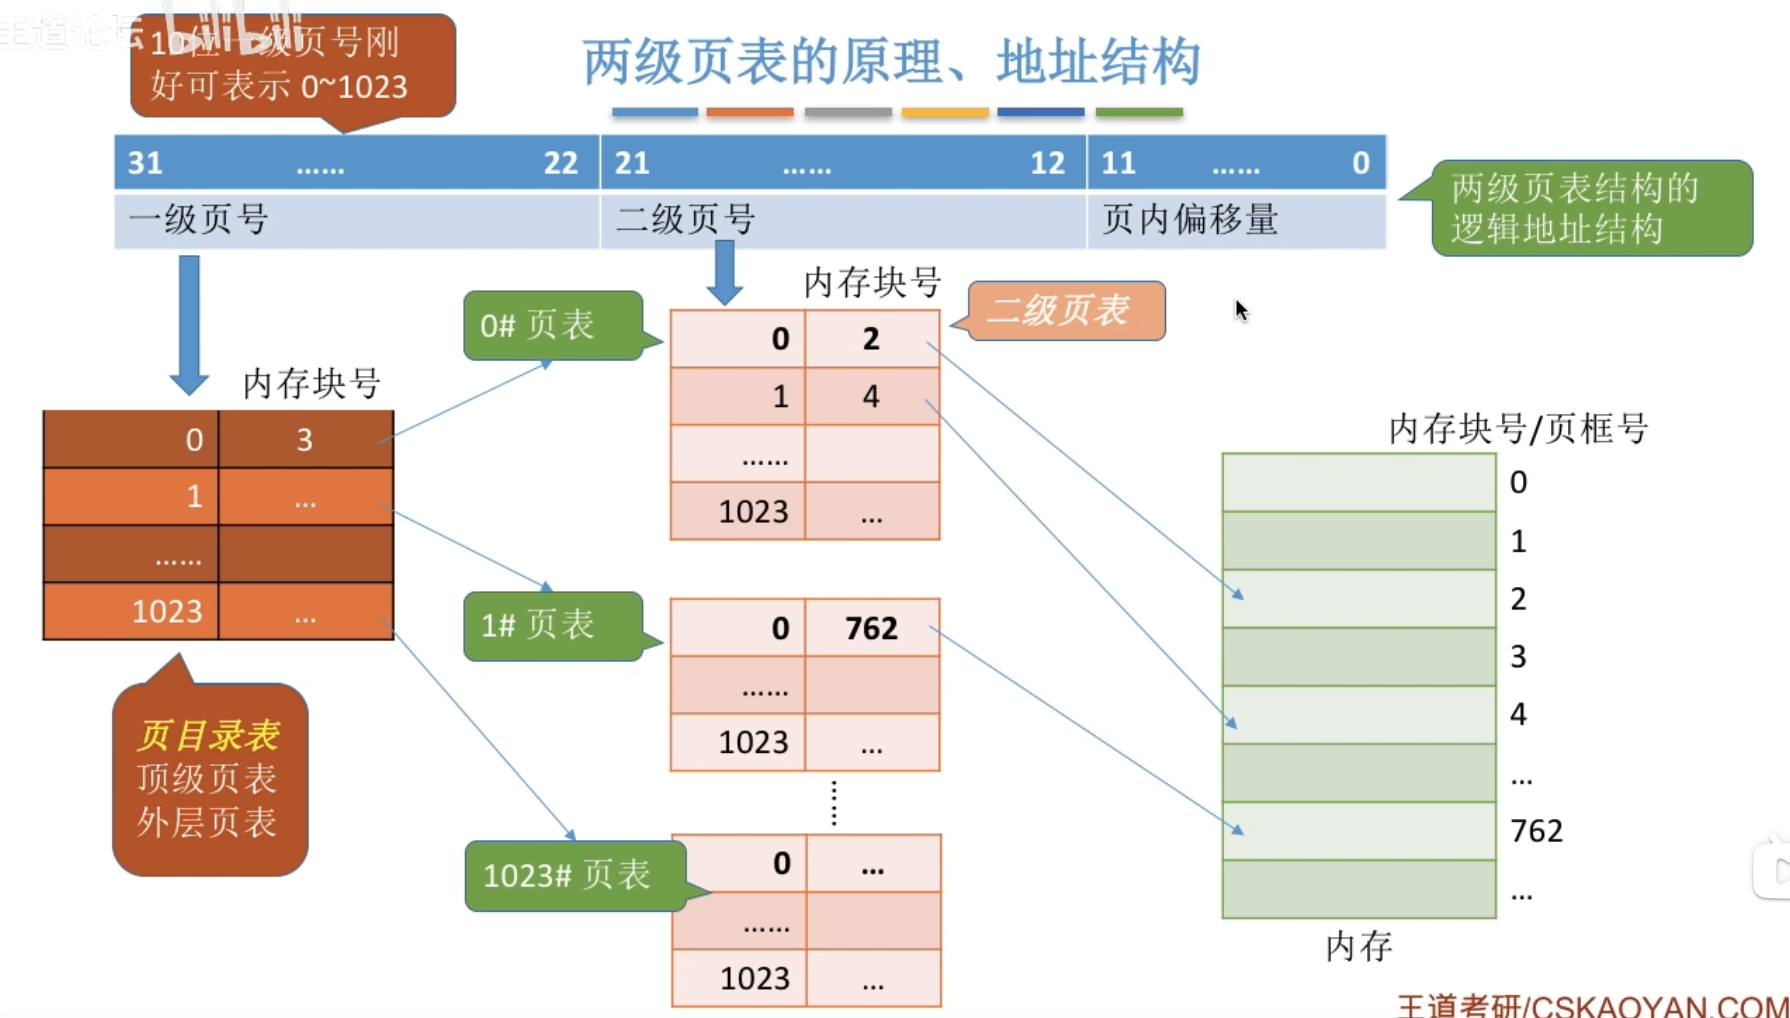 王道论坛
10位一级页号刚
好可表示 0~1023
两级页表的原理、地址结构
31 …… 22 21 …… 12 11 …… 0
一级页号 二级页号 页内偏移量
两级页表结构的
逻辑地址结构
内存块号
0# 页表
0 2
1 4
……
1023 ...
二级页表
内存块号
0 3
1 ...
……
1023 ...
页目录表
顶级页表
外层页表
1# 页表
0 762
……
1023 ...
1023# 页表
0 ...
……
1023 ...
内存块号/页框号
0
1
2
3
4
...
762
...
内存
王道考研/CSKAOYAN.COM